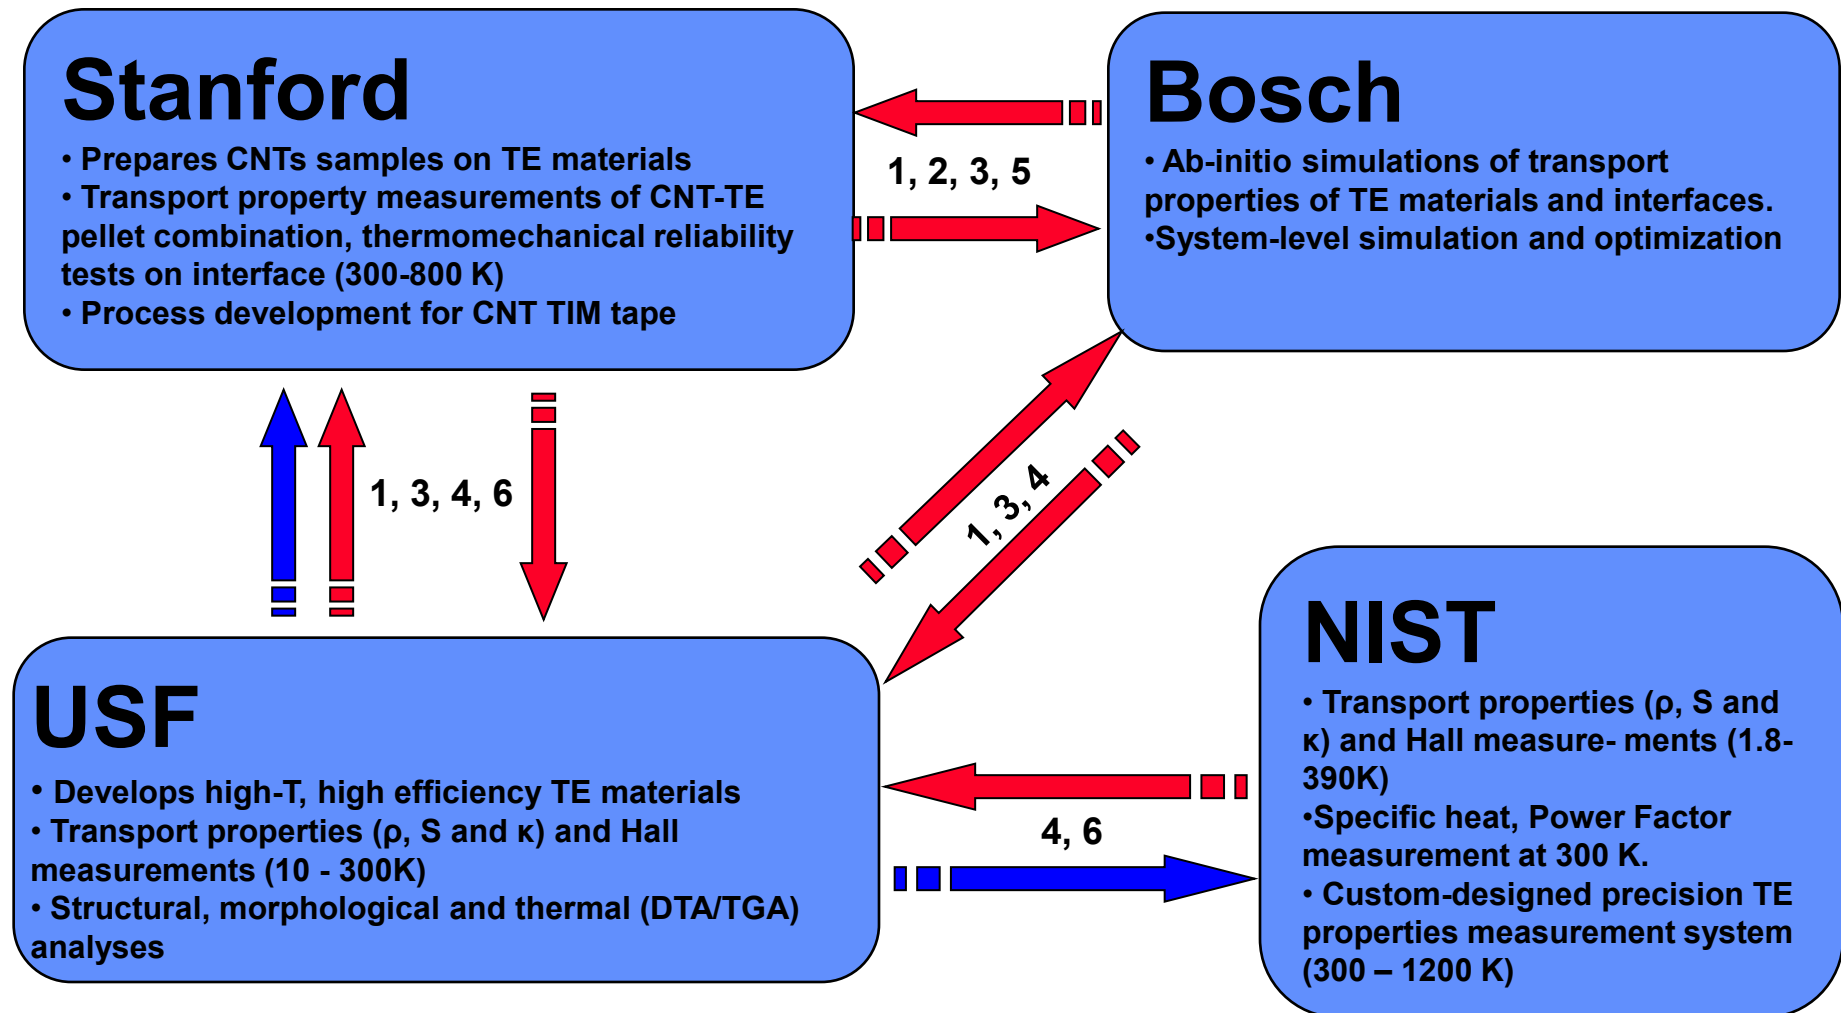 Stanford
• Prepares CNTs samples on TE materials
• Transport property measurements of CNT-TE
pellet combination, thermomechanical reliability
tests on interface (300-800 K)
• Process development for CNT TIM tape
1, 2, 3, 5
Bosch
• Ab-initio simulations of transport
properties of TE materials and interfaces.
•System-level simulation and optimization
1, 3, 4, 6
1, 3, 4
USF
• Develops high-T, high efficiency TE materials
• Transport properties (ρ, S and κ) and Hall
measurements (10 - 300K)
• Structural, morphological and thermal (DTA/TGA)
analyses
4, 6
NIST
• Transport properties (ρ, S and
κ) and Hall measure- ments (1.8-
390K)
•Specific heat, Power Factor
measurement at 300 K.
• Custom-designed precision TE
properties measurement system
(300 – 1200 K)